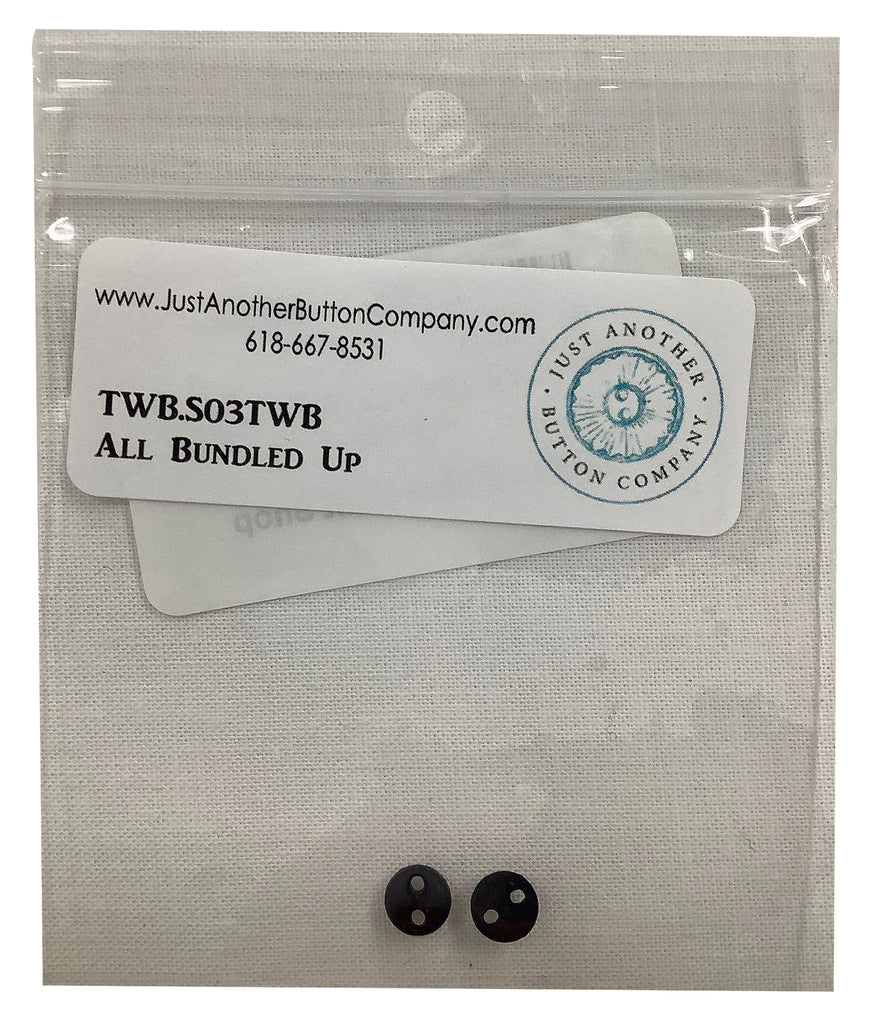 www.JustAnotherButtonCompany.com
618-667-8531
TWB.S03TWB
All Bundled Up
· JUST ANOTHER ·
BUTTON COMPANY